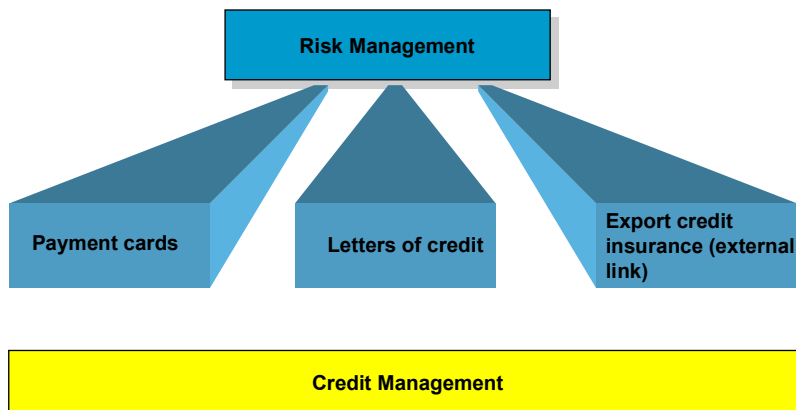 Risk Management
Payment cards
Letters of credit
Export credit
insurance (external
link)
Credit Management